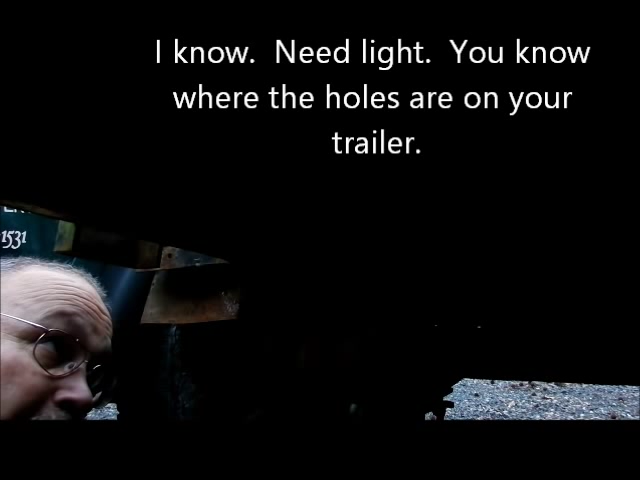 I know.  Need light.  You know
where the holes are on your
trailer.
1531